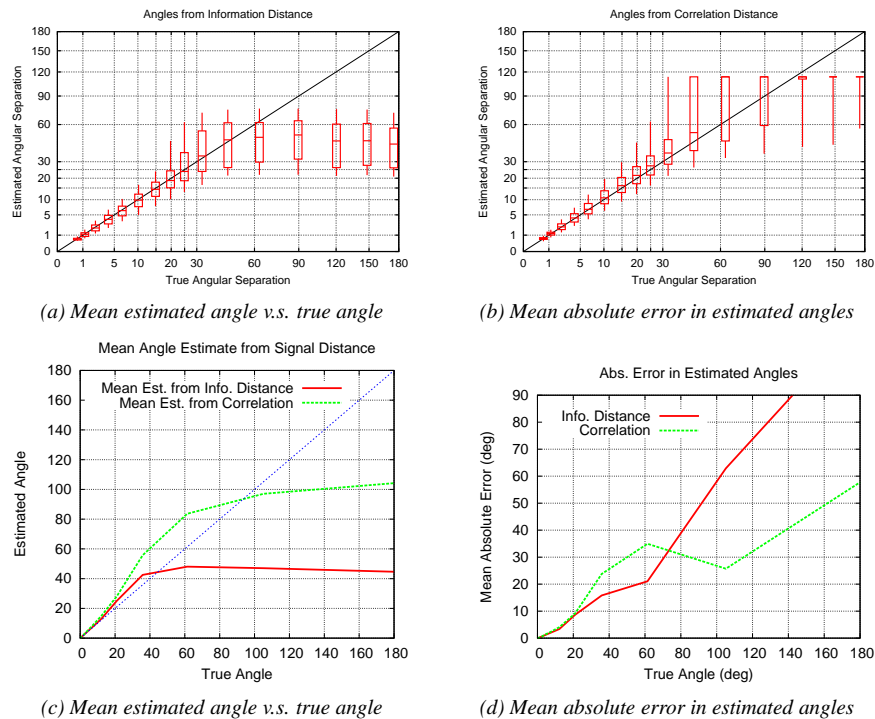 Angles from Information Distance
180
150
120
90
60
30
20
10
5
1
0
Estimated Angular Separation
0 1 5 10 20 30 60 90 120 150 180
True Angular Separation
(a) Mean estimated angle v.s. true angle
Angles from Correlation Distance
180
150
120
90
60
30
20
10
5
1
0
Estimated Angular Separation
0 1 5 10 20 30 60 90 120 150 180
True Angular Separation
(b) Mean absolute error in estimated angles
Mean Angle Estimate from Signal Distance
Mean Est. from Info. Distance
Mean Est. from Correlation
180
160
140
120
100
80
60
40
20
0
Estimated Angle
0 20 40 60 80 100 120 140 160 180
True Angle
(c) Mean estimated angle v.s. true angle
Abs. Error in Estimated Angles
Info. Distance
Correlation
90
80
70
60
50
40
30
20
10
0
Mean Absolute Error (deg)
0 20 40 60 80 100 120 140 160 180
True Angle (deg)
(d) Mean absolute error in estimated angles